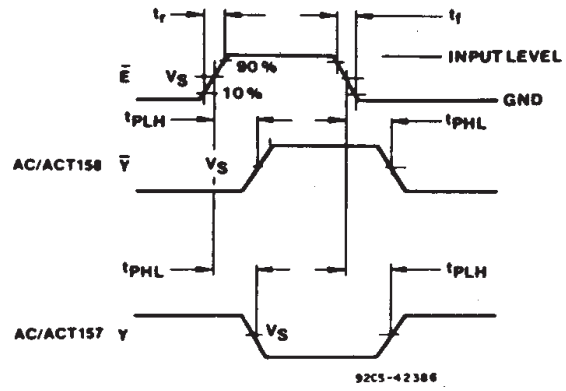 tr
tf
INPUT LEVEL
Ē
VS
90%
10%
GND
tPLH
tPHL
AC/ACT158 Ȳ
VS
tPHL
tPLH
AC/ACT157 Y
VS
92CS-42386